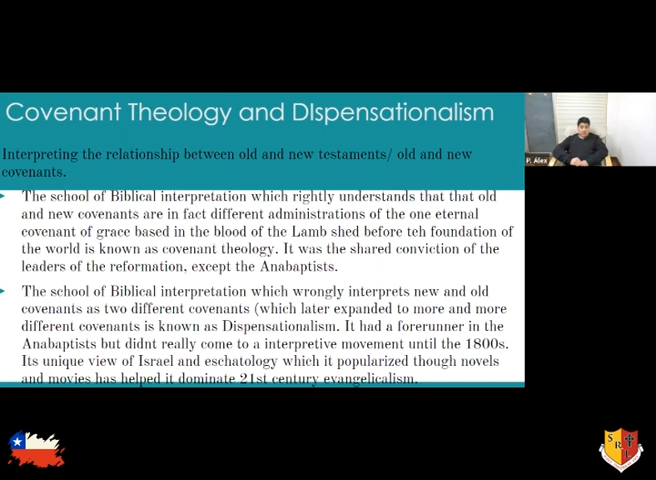 Covenant Theology and DIspensationalism
Interpreting the relationship between old and new testaments/ old and new
covenants.
The school of Biblical interpretation which rightly understands that that old
and new covenants are in fact different administrations of the one eternal
covenant of grace based in the blood of the Lamb shed before teh foundation of
the world is known as covenant theology. It was the shared conviction of the
leaders of the reformation, except the Anabaptists.
The school of Biblical interpretation which wrongly interprets new and old
covenants as two different covenants (which later expanded to more and more
different covenants is known as Dispensationalism. It had a forerunner in the
Anabaptists but didnt really come to a interpretive movement until the 1800s.
Its unique view of Israel and eschatology which it popularized though novels
and movies has helped it dominate 21st century evangelicalism.
P. Álex
S R
L